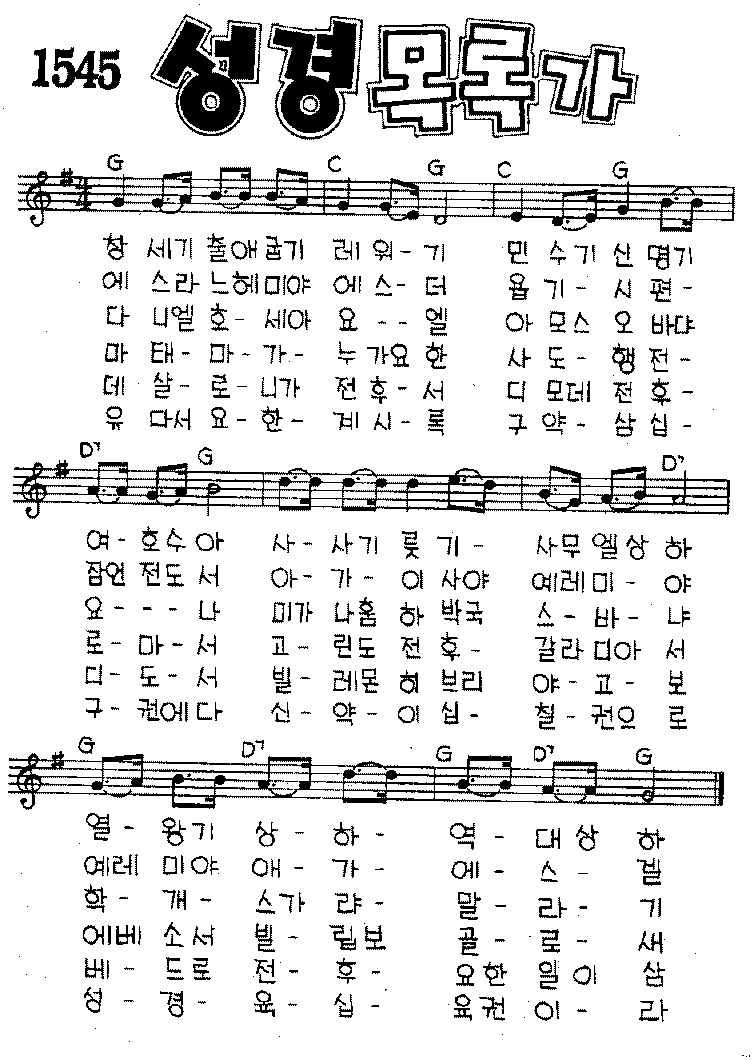 1545 성경목록가
G C G C G
창 세기 출애굽기 레 위 - 기 민 수기 신 명기
에 스라 느헤미야 에 스 - 더 욥 기 - 시 편 -
다 니엘 호 - 세아 요 - - 엘 아 모스 오 바댜
마 태 - 마 - 가 - 누 가요 한 사 도 - 행 전 -
데 살 - 로 - 니가 전 후 - 서 디 모데 전 후 -
유 다서 요 - 한 - 계 시 - 록 구 약 - 삼 십 -
D7 G D7
여 - 호수 아 사 - 사기 룻 기 - 사무 엘상 하
잠언 전도 서 아 - 가 - 이 사야 예레 미 - 야
요 - - - 나 미가 나훔 하 박국 스 - 바 - 냐
로 - 마 - 서 고 - 린도 전 후 - 갈라 디아 서
디 - 도 - 서 빌 - 레몬 히 브리 야 - 고 - 보
구 - 권에 다 신 - 약 - 이 십 - 칠 - 권으 로
G D7 G D7 G
열 - 왕기 상 - 하 - 역 - 대상 하
예레 미야 애 - 가 - 에 - 스 - 겔
학 - 개 - 스가 랴 - 말 - 라 - 기
에베 소서 빌 - 립보 골 - 로 - 새
베 - 드로 전 - 후 - 요한 일이 삼
성 - 경 - 육 - 십 - 육권 이 - 라